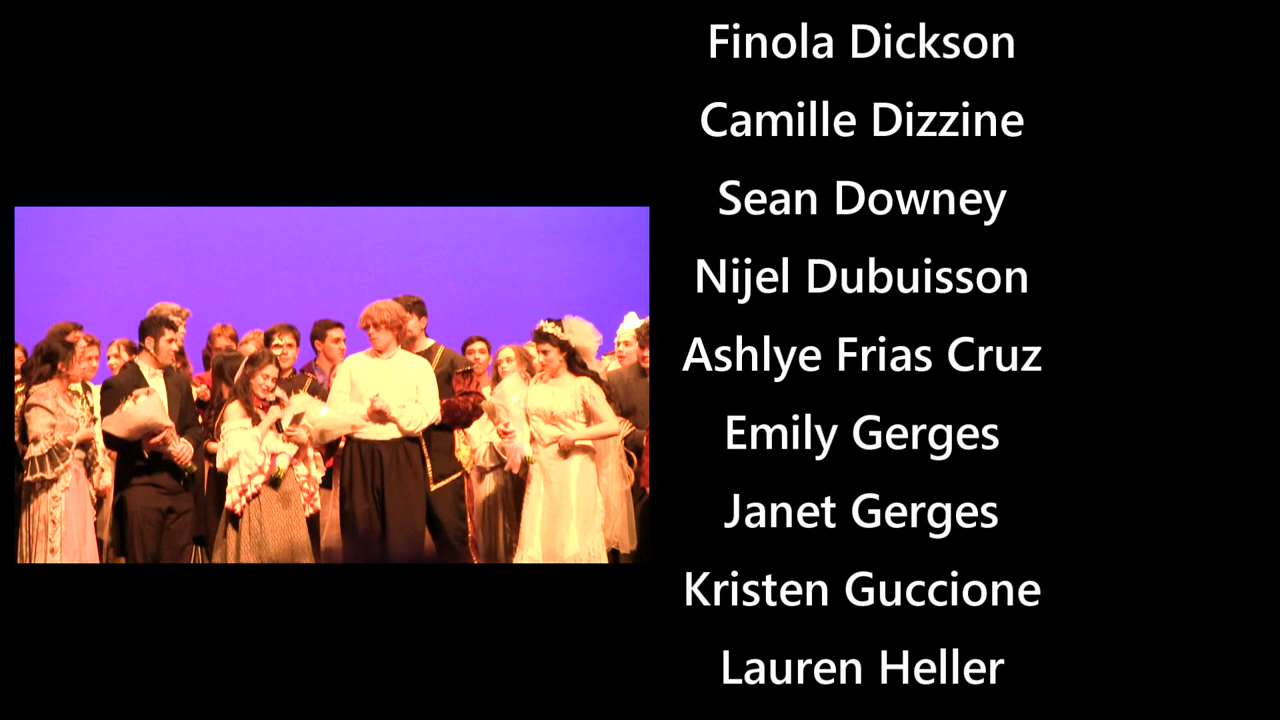 Finola Dickson
Camille Dizzine
Sean Downey
Nijel Dubuisson
Ashlye Frias Cruz
Emily Gerges
Janet Gerges
Kristen Guccione
Lauren Heller